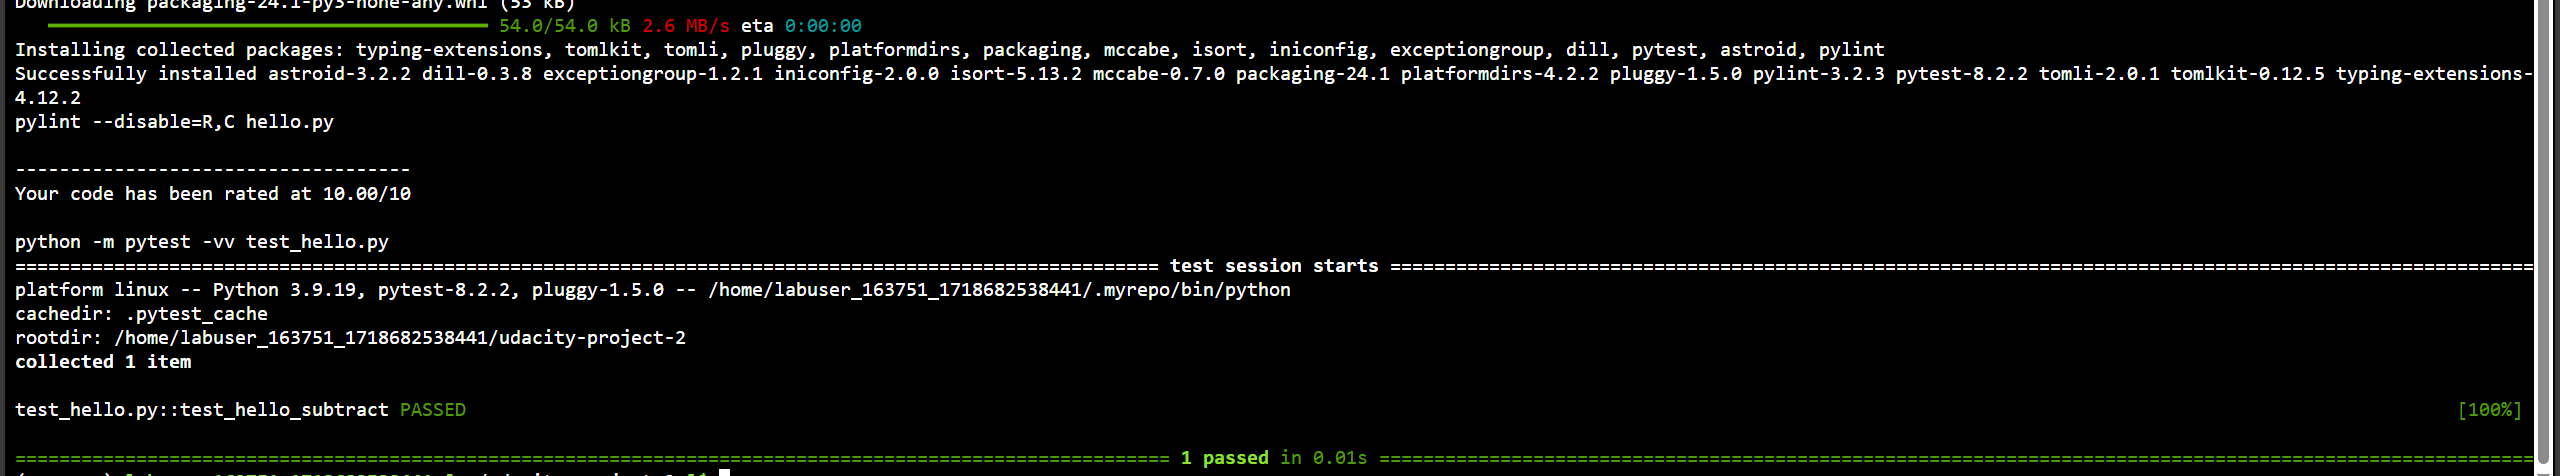 Downloading packaging-24.1-py3-none-any.whl (53 kB)
54.0/54.0 kB 2.6 MB/s eta 0:00:00
Installing collected packages: typing-extensions, tomlkit, tomli, pluggy, platformdirs, packaging, mccabe, isort, iniconfig, exceptiongroup, dill, pytest, astroid, pylint
Successfully installed astroid-3.2.2 dill-0.3.8 exceptiongroup-1.2.1 iniconfig-2.0.0 isort-5.13.2 mccabe-0.7.0 packaging-24.1 platformdirs-4.2.2 pluggy-1.5.0 pylint-3.2.3 pytest-8.2.2 tomli-2.0.1 tomlkit-0.12.5 typing-extensions-
4.12.2
pylint --disable=R,C hello.py
------------------------------------
Your code has been rated at 10.00/10
python -m pytest -vv test_hello.py
======================================================================================================== test session starts ========================================================================================================
platform linux -- Python 3.9.19, pytest-8.2.2, pluggy-1.5.0 -- /home/labuser_163751_1718682538441/.myrepo/bin/python
cachedir: .pytest_cache
rootdir: /home/labuser_163751_1718682538441/udacity-project-2
collected 1 item
test_hello.py::test_hello_subtract PASSED [100%]
========================================================================================================= 1 passed in 0.01s =========================================================================================================